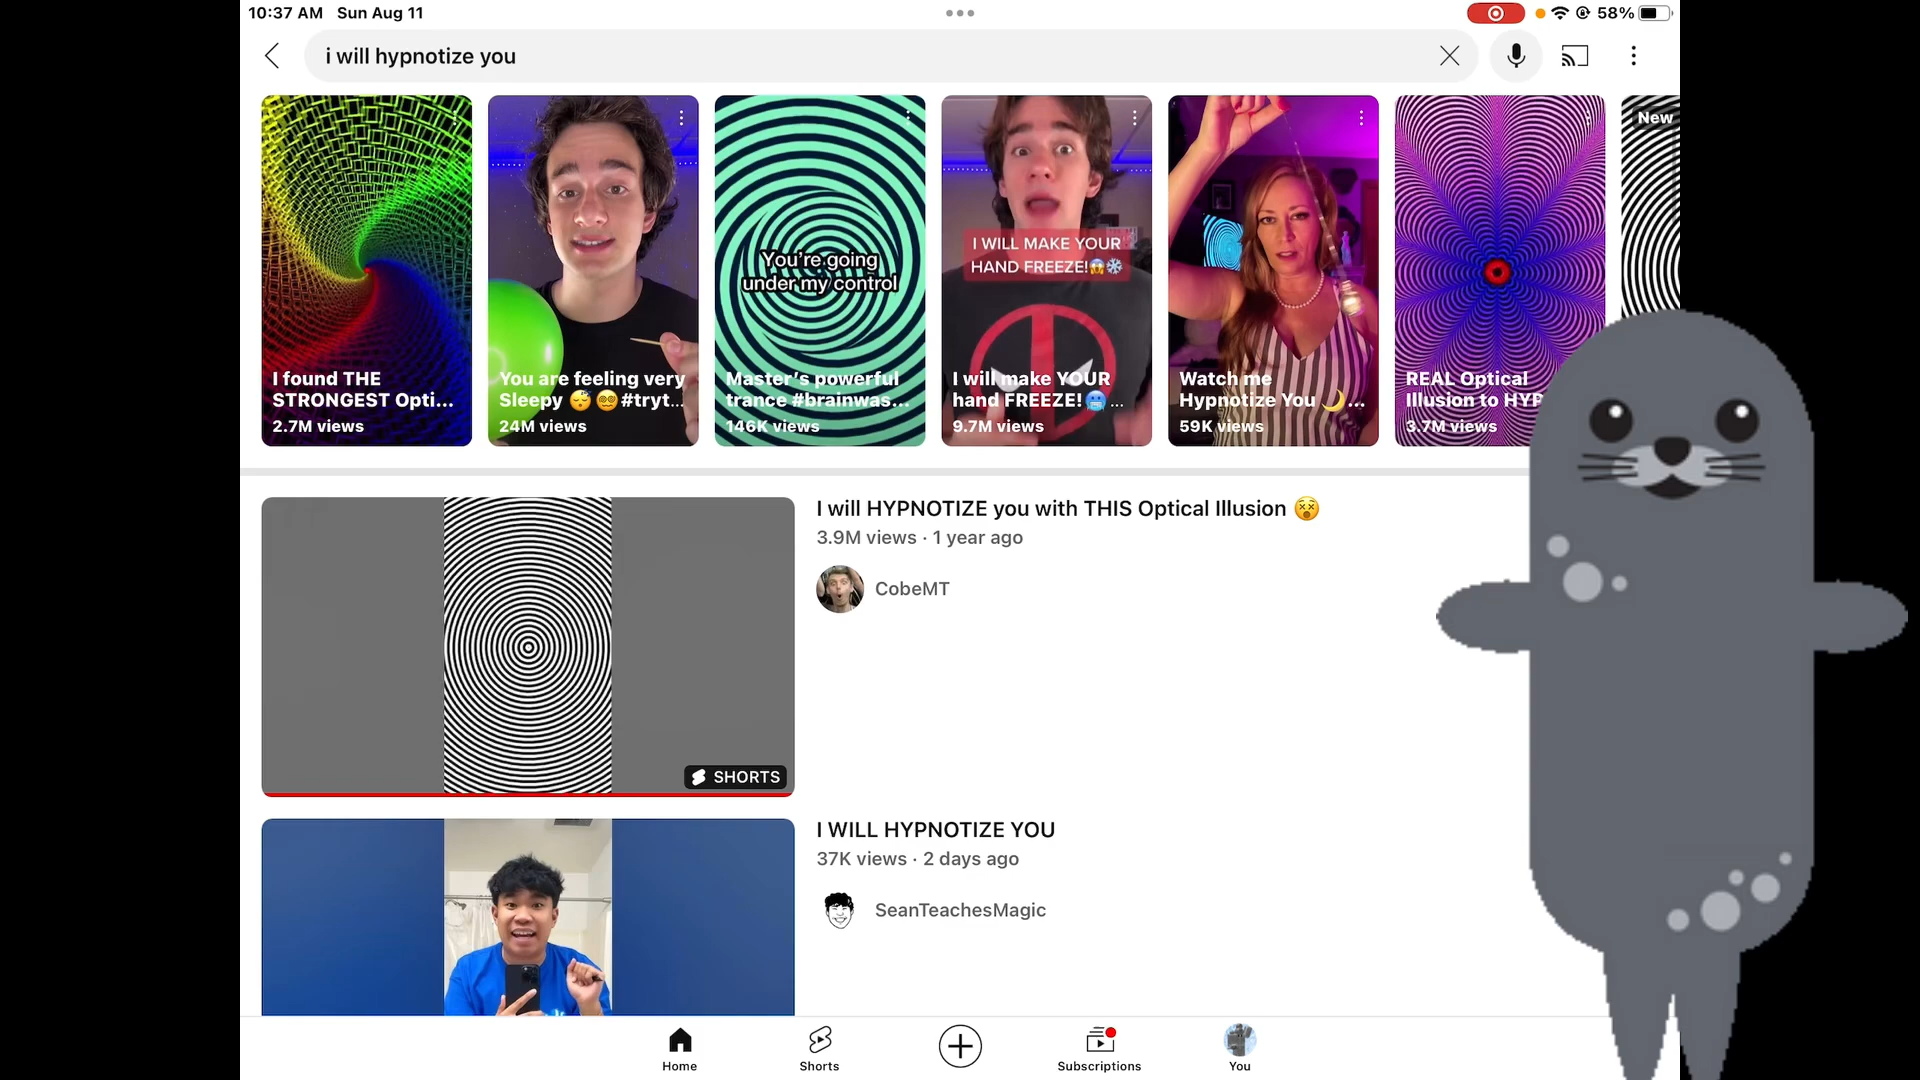 10:37 AM Sun Aug 11
58%
i will hypnotize you
New
You're going
under my control
I WILL MAKE YOUR
HAND FREEZE!😱❄️
I found THE
STRONGEST Opti...
2.7M views
You are feeling very
Sleepy 😴😵‍💫 #tryt...
24M views
Master's powerful
trance #brainwas...
146K views
I will make YOUR
hand FREEZE!🥶...
9.7M views
Watch me
Hypnotize You 🌙...
59K views
REAL Optical
Illusion to HYP
3.7M views
I will HYPNOTIZE you with THIS Optical Illusion 😵
3.9M views · 1 year ago
CobeMT
SHORTS
I WILL HYPNOTIZE YOU
37K views · 2 days ago
SeanTeachesMagic
Home
Shorts
Subscriptions
You